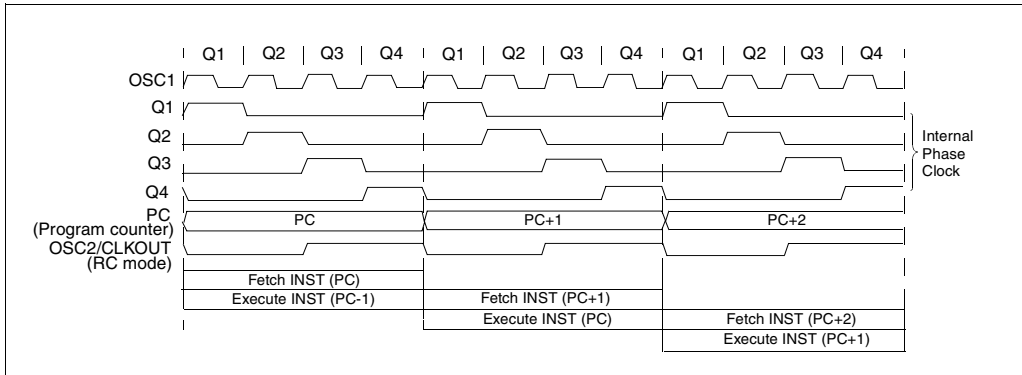 Q1 Q2 Q3 Q4 Q1 Q2 Q3 Q4 Q1 Q2 Q3 Q4
OSC1
Q1
Q2
Q3
Q4
Internal
Phase
Clock
PC
(Program counter)
PC PC+1 PC+2
OSC2/CLKOUT
(RC mode)
Fetch INST (PC)
Execute INST (PC-1) Fetch INST (PC+1)
Execute INST (PC) Fetch INST (PC+2)
Execute INST (PC+1)